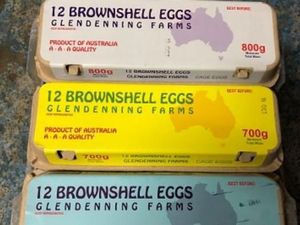 12 BROWNSHELL EGGS
GLENDENNING FARMS
BEST BEFORE:
PRODUCT OF AUSTRALIA
A - A - A QUALITY
800g
800g
12 BROWNSHELL EGGS
CAGE EGGS
12 BROWNSHELL EGGS
GLENDENNING FARMS
BEST BEFORE:
PRODUCT OF AUSTRALIA
A - A QUALITY
700g
700g
12 BROWNSHELL EGGS
CAGE EGGS
12 BROWNSHELL EGGS
GLENDENNING FARMS
BEST BEFORE: